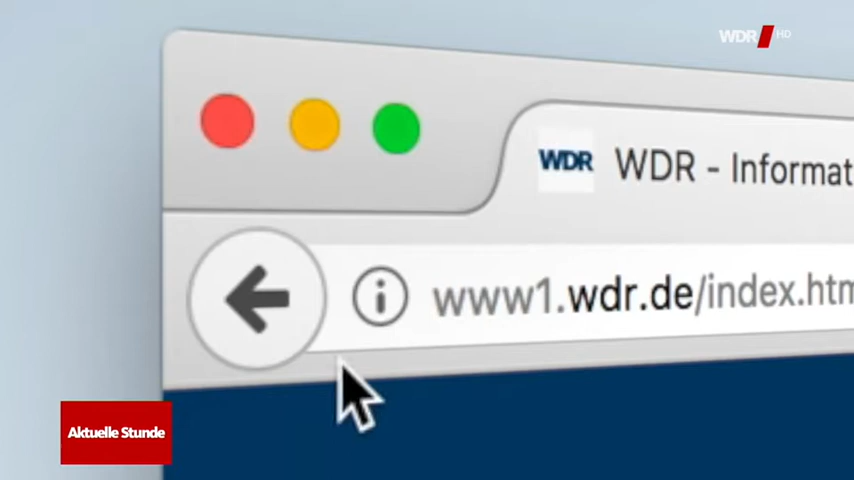 WDR HD
WDR WDR - Informat
www1.wdr.de/index.htm
Aktuelle Stunde